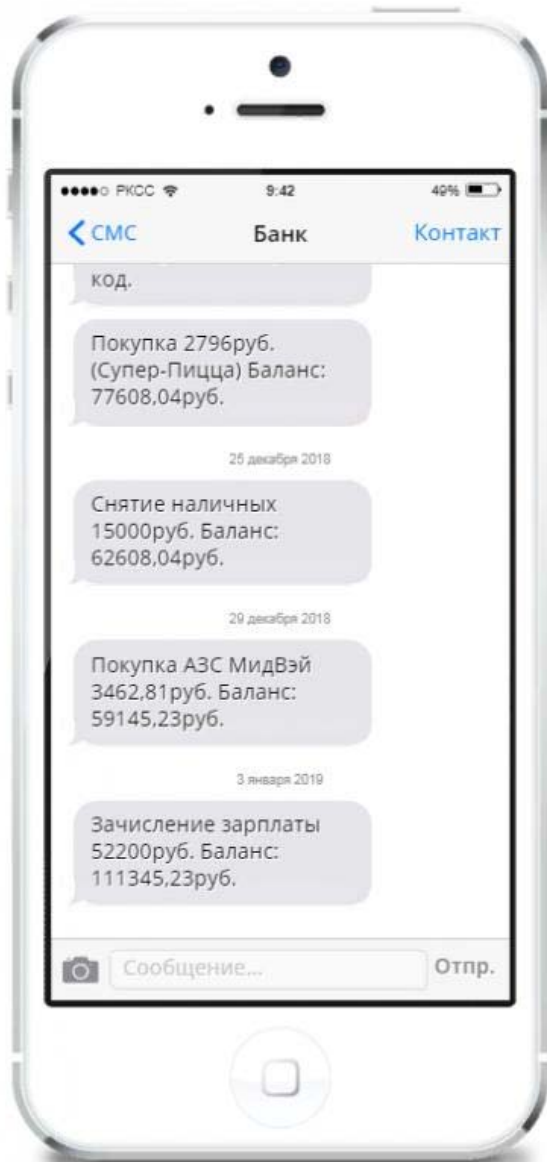 РКСС
9:42
49%
СМС
Банк
Контакт
код.
Покупка 2796руб.
(Супер-Пицца) Баланс:
77608,04руб.
25 декабря 2018
Снятие наличных
15000руб. Баланс:
62608,04руб.
29 декабря 2018
Покупка АЗС МидВэй
3462,81руб. Баланс:
59145,23руб.
3 января 2019
Зачисление зарплаты
52200руб. Баланс:
111345,23руб.
Сообщение...
Отпр.